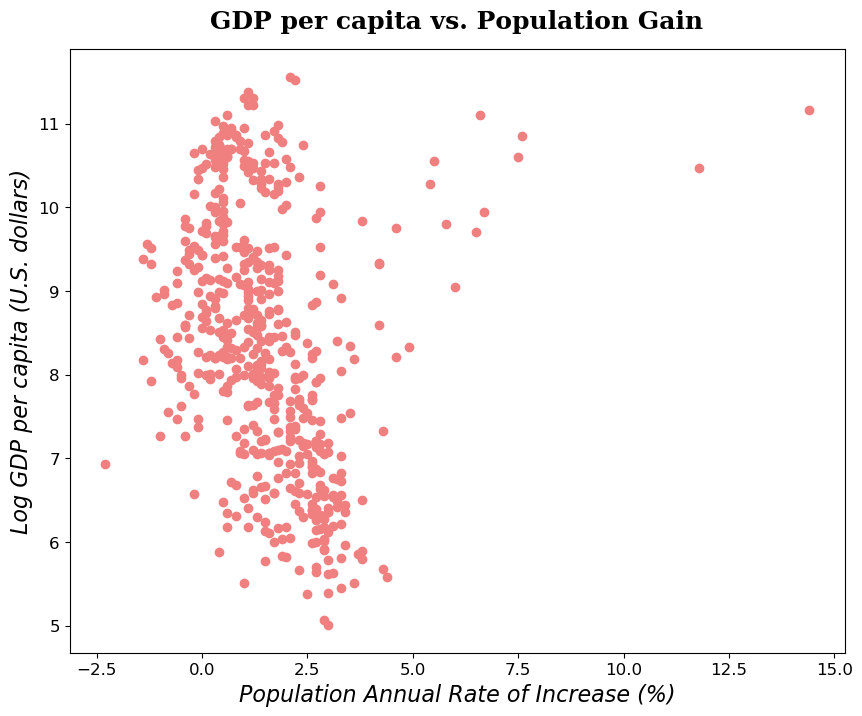 GDP per capita vs. Population Gain
Log GDP per capita (U.S. dollars)
11
10
9
8
7
6
5
−2.5 0.0 2.5 5.0 7.5 10.0 12.5 15.0
Population Annual Rate of Increase (%)